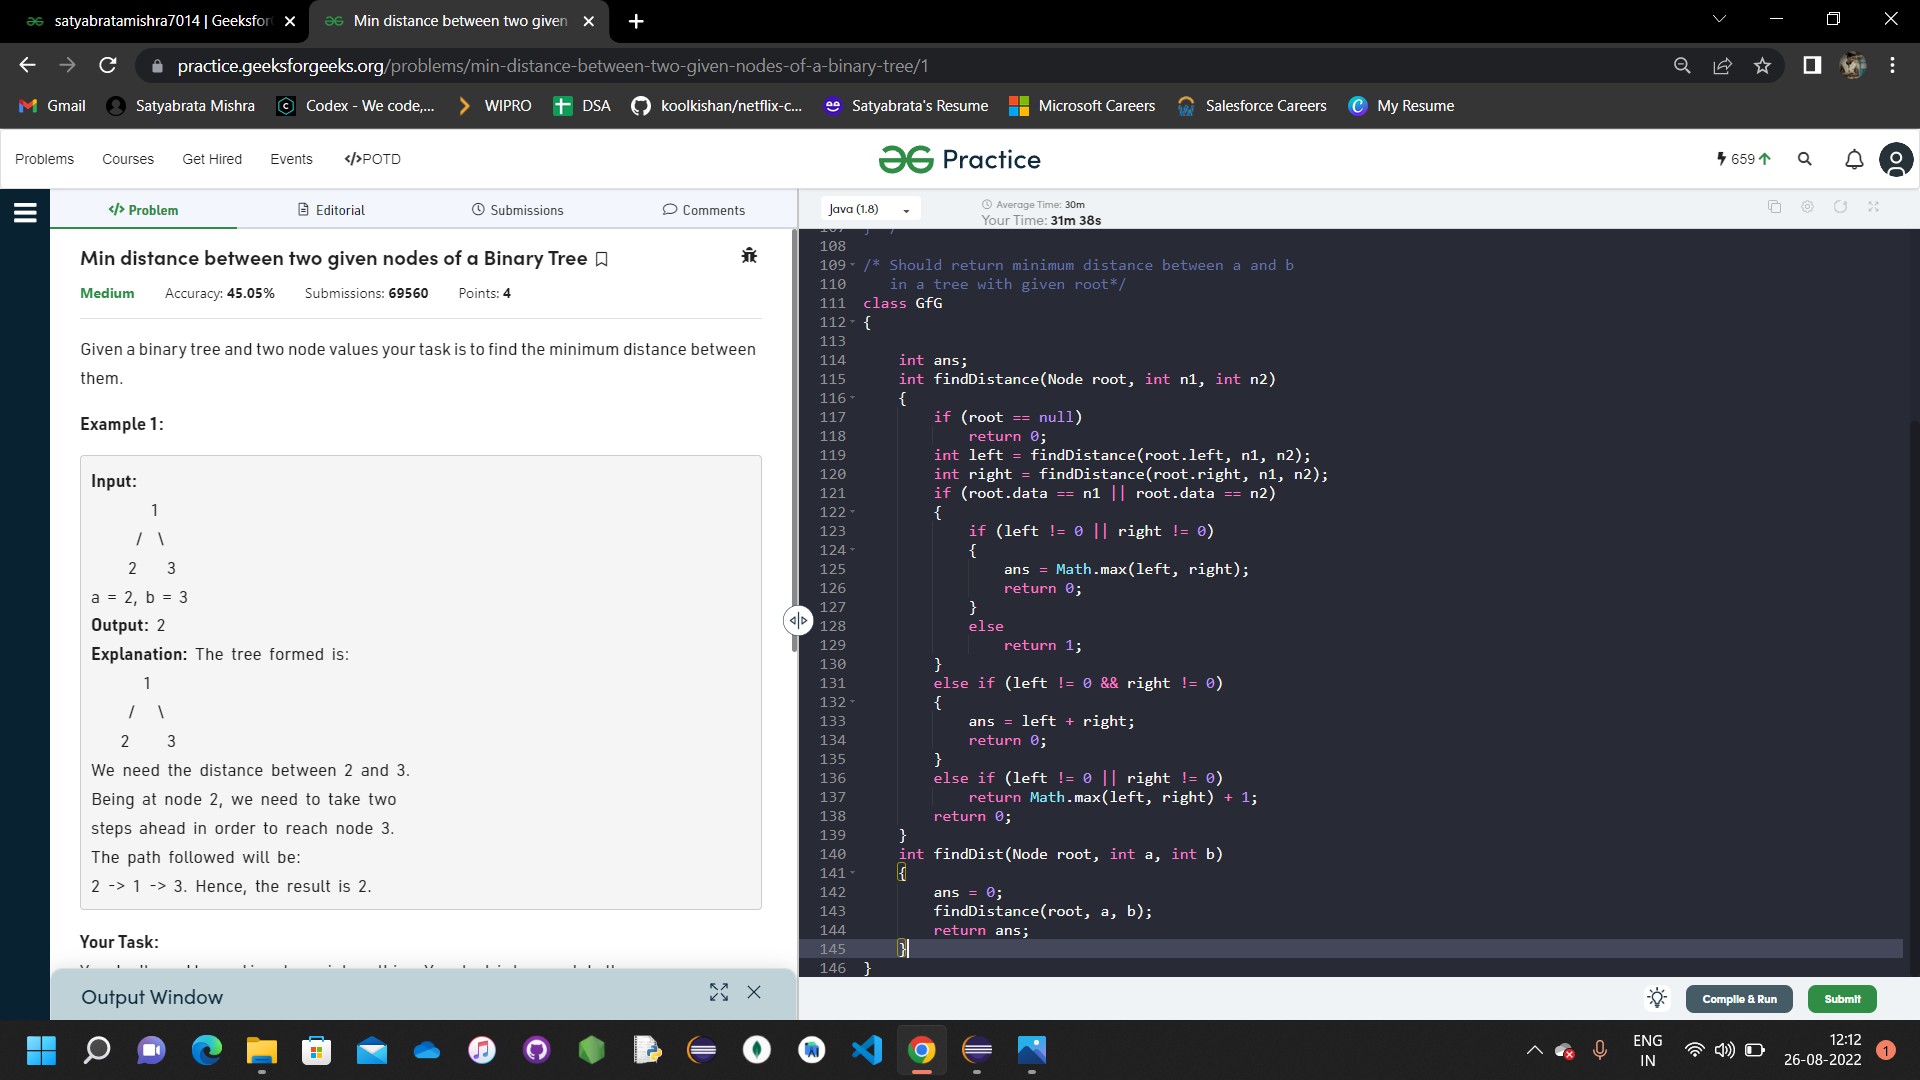 satyabratamishra7014 | Geeksfor
Min distance between two given
practice.geeksforgeeks.org/problems/min-distance-between-two-given-nodes-of-a-binary-tree/1
Gmail
Satyabrata Mishra
Codex - We code,...
WIPRO
DSA
koolkishan/netflix-c...
Satyabrata's Resume
Microsoft Careers
Salesforce Careers
My Resume
Problems
Courses
Get Hired
Events
</>POTD
Practice
659
</> Problem
Editorial
Submissions
Comments
Java (1.8)
Average Time: 30m
Your Time: 31m 38s
Min distance between two given nodes of a Binary Tree
Medium Accuracy: 45.05% Submissions: 69560 Points: 4
Given a binary tree and two node values your task is to find the minimum distance between
them.
Example 1:
Input:
1
/ \
2 3
a = 2, b = 3
Output: 2
Explanation: The tree formed is:
1
/ \
2 3
We need the distance between 2 and 3.
Being at node 2, we need to take two
steps ahead in order to reach node 3.
The path followed will be:
2 -> 1 -> 3. Hence, the result is 2.
Your Task:
Output Window
108
109 /* Should return minimum distance between a and b
110 in a tree with given root*/
111 class GfG
112 {
113
114 int ans;
115 int findDistance(Node root, int n1, int n2)
116 {
117 if (root == null)
118 return 0;
119 int left = findDistance(root.left, n1, n2);
120 int right = findDistance(root.right, n1, n2);
121 if (root.data == n1 || root.data == n2)
122 {
123 if (left != 0 || right != 0)
124 {
125 ans = Math.max(left, right);
126 return 0;
127 }
128 else
129 return 1;
130 }
131 else if (left != 0 && right != 0)
132 {
133 ans = left + right;
134 return 0;
135 }
136 else if (left != 0 || right != 0)
137 return Math.max(left, right) + 1;
138 return 0;
139 }
140 int findDist(Node root, int a, int b)
141 {
142 ans = 0;
143 findDistance(root, a, b);
144 return ans;
145 }
146 }
Compile & Run
Submit
ENG
IN
12:12
26-08-2022
1